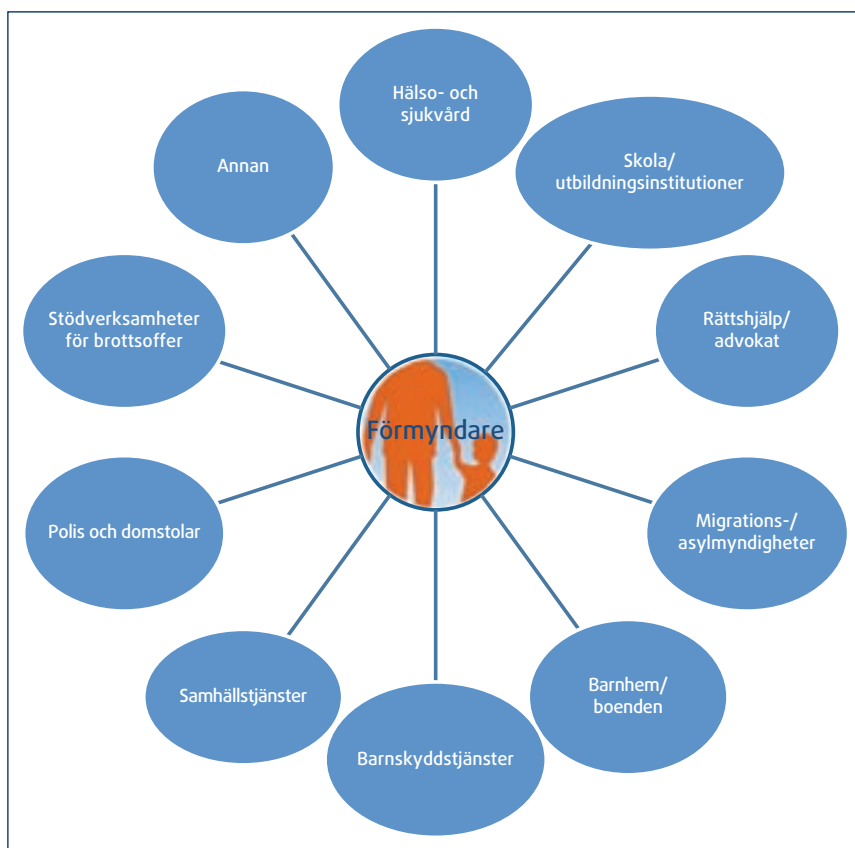 Hälso- och
sjukvård
Skola/
utbildningsinstitutioner
Rättshjälp/
advokat
Migrations-/
asylmyndigheter
Barnhem/
boenden
Barnskyddstjänster
Samhällstjänster
Polis och domstolar
Stödverksamheter
för brottsoffer
Annan
Förmyndare